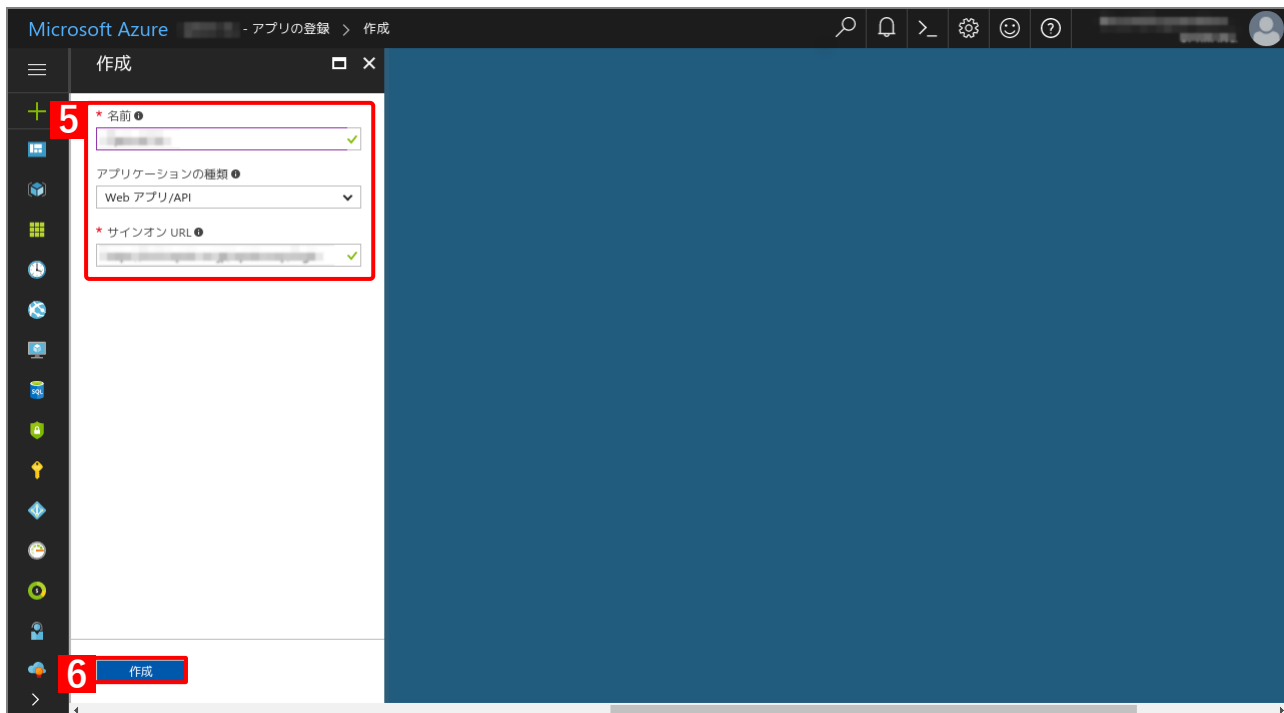 Microsoft Azure - アプリの登録 > 作成
作成
5
* 名前
アプリケーションの種類
Web アプリ/API
* サインオン URL
SQL
6
作成